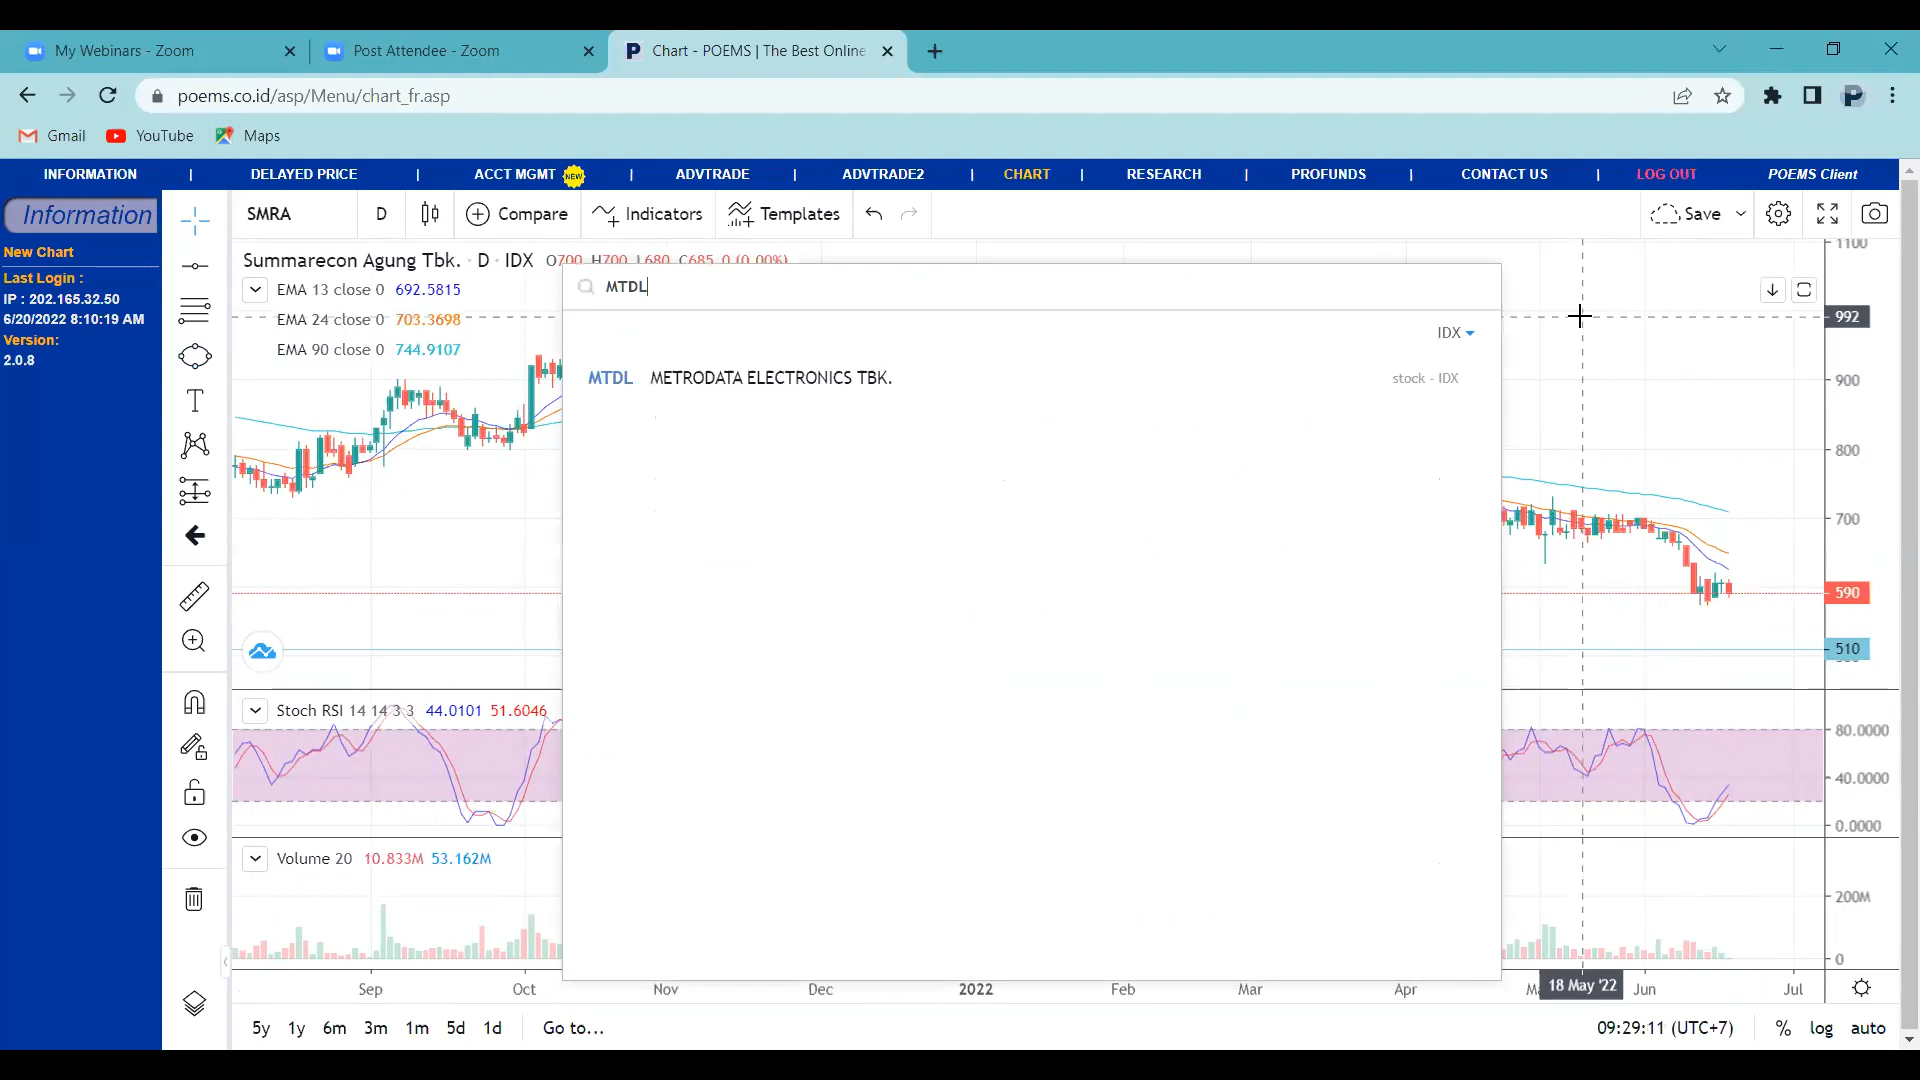 My Webinars - Zoom
Post Attendee - Zoom
Chart - POEMS | The Best Online
poems.co.id/asp/Menu/chart_fr.asp
Gmail YouTube Maps
INFORMATION | DELAYED PRICE | ACCT MGMT NEW | ADVTRADE | ADVTRADE2 | CHART | RESEARCH | PROFUNDS | CONTACT US | LOG OUT POEMS Client
Information
New Chart
Last Login :
IP : 202.165.32.50
6/20/2022 8:10:19 AM
Version:
2.0.8
SMRA D Compare Indicators Templates Save
Summarecon Agung Tbk. · D · IDX O700 H700 L680 C685 0 (0.00%)
EMA 13 close 0 692.5815
EMA 24 close 0 703.3698
EMA 90 close 0 744.9107
MTDL
IDX
MTDL METRODATA ELECTRONICS TBK. stock - IDX
1100
992
900
800
700
590
510
Stoch RSI 14 14 3 3 44.0101 51.6046
80.0000
40.0000
0.0000
Volume 20 10.833M 53.162M
200M
0
Sep Oct Nov Dec 2022 Feb Mar Apr 18 May '22 Jun Jul
5y 1y 6m 3m 1m 5d 1d Go to... 09:29:11 (UTC+7) % log auto